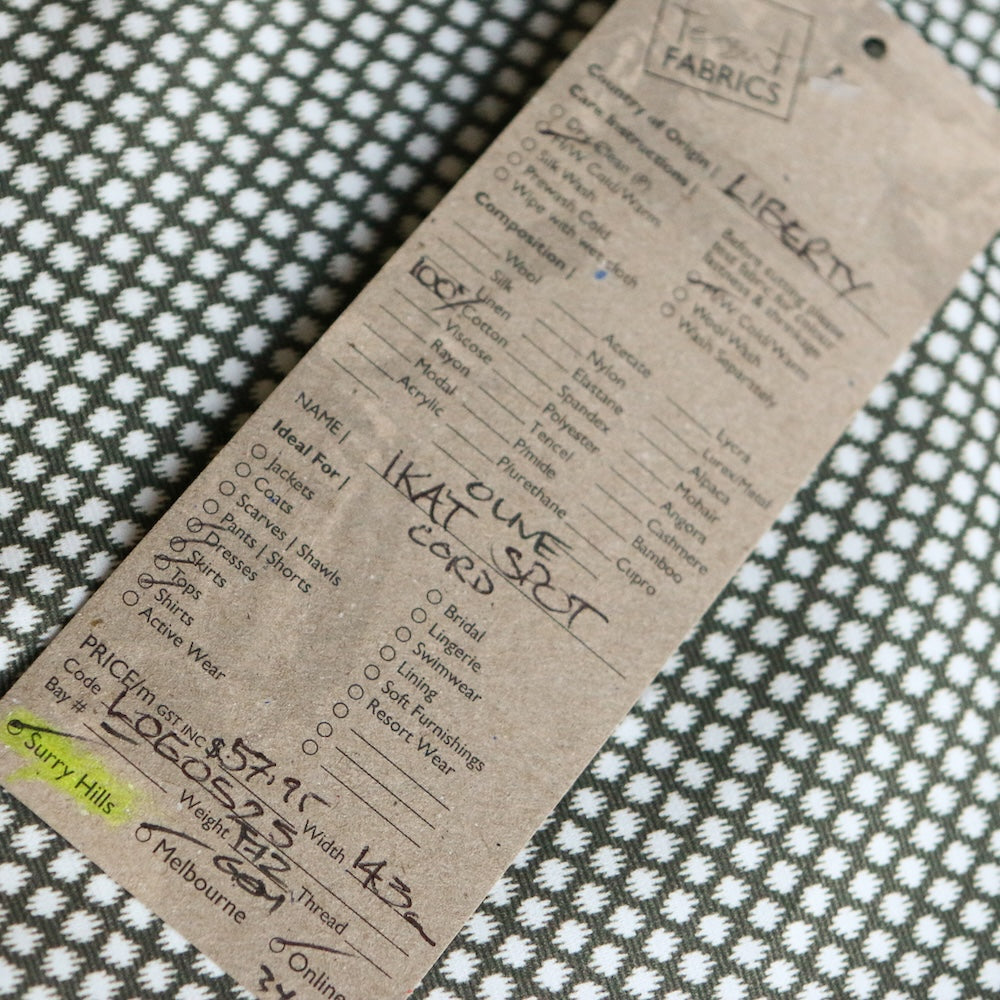 Tessuti
FABRICS
Country of Origin | LIBERTY
Care Instructions |
Dry Clean (P)
H/W Cold/Warm
Silk Wash
Prewash Cold
Wipe with wet cloth
Before cutting please
test fabric for colour
fastness & shrinkage
M/W Cold/Warm
Wool Wash
Wash Separately
Composition |
Wool
Silk
Linen
100% Cotton
Viscose
Rayon
Modal
Acrylic
Acetate
Nylon
Elastane
Spandex
Polyester
Tencel
P/mide
P/urethane
Lycra
Lurex/Metal
Alpaca
Mohair
Angora
Cashmere
Bamboo
Cupro
NAME |
OLIVE
IKAT SPOT
CORD
Ideal For |
Jackets
Coats
Scarves | Shawls
Pants | Shorts
Dresses
Skirts
Tops
Shirts
Active Wear
Bridal
Lingerie
Swimwear
Lining
Soft Furnishings
Resort Wear
PRICE/m GST INC $57.95 Width 143c
Code
Bay # Weight Thread
Surry Hills
Melbourne
Online